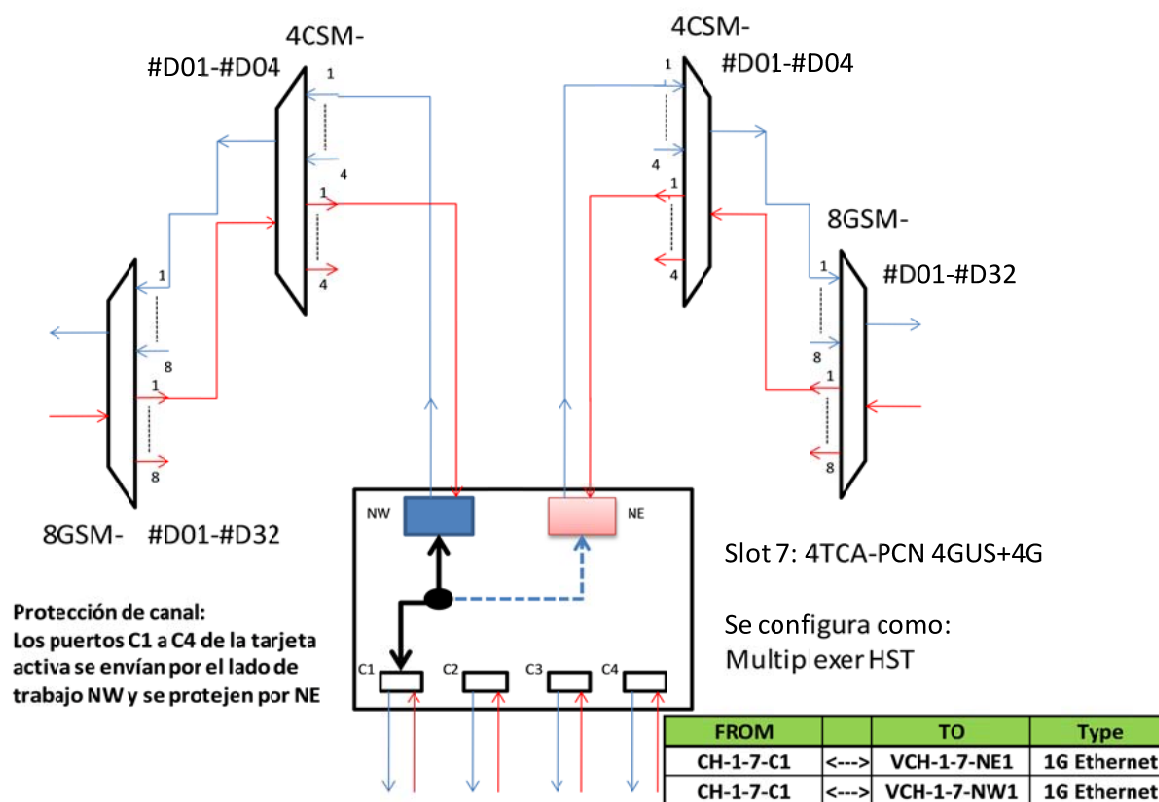 4CSM-
#D01-#D04
1
4
1
4
4CSM-
#D01-#D04
1
4
1
4
8GSM-
#D01-#D32
1
8
1
8
1
8
1
8
8GSM- #D01-#D32
NW
NE
C1
C2
C3
C4
Slot 7: 4TCA-PCN 4GUS+4G
Se configura como:
Multip exer HST
Protección de canal:
Los puertos C1 a C4 de la tarjeta
activa se envían por el lado de
trabajo NW y se protejen por NE
FROM TO Type
CH-1-7-C1 <---> VCH-1-7-NE1 1G Ethernet
CH-1-7-C1 <---> VCH-1-7-NW1 1G Ethernet